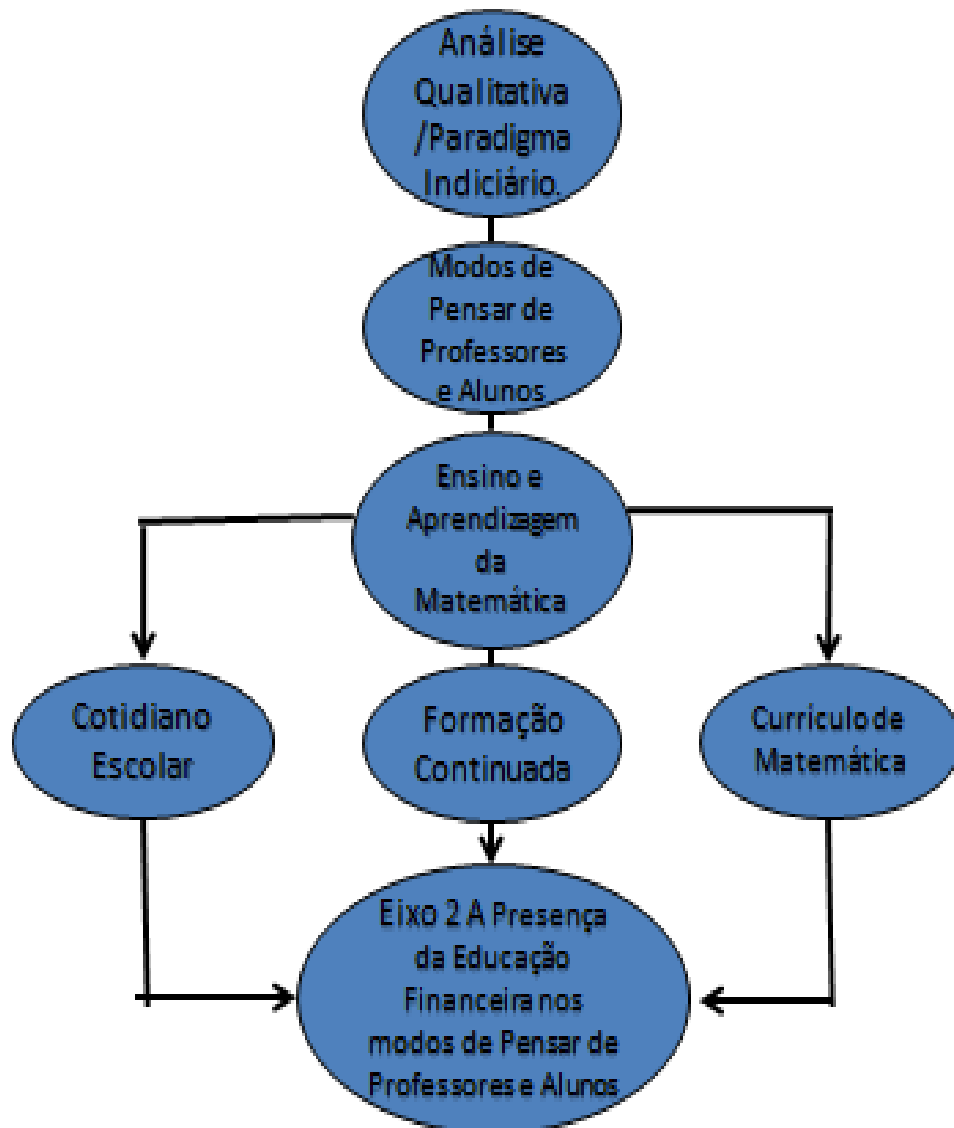 Análise
Qualitativa
/Paradigma
Indiciário.
Modos de
Pensar de
Professores
e Alunos
Ensino e
Aprendizagem
da
Matemática
Cotidiano
Escolar
Formação
Continuada
Currículo de
Matemática
Eixo 2 A Presença
da Educação
Financeira nos
modos de Pensar de
Professores e Alunos